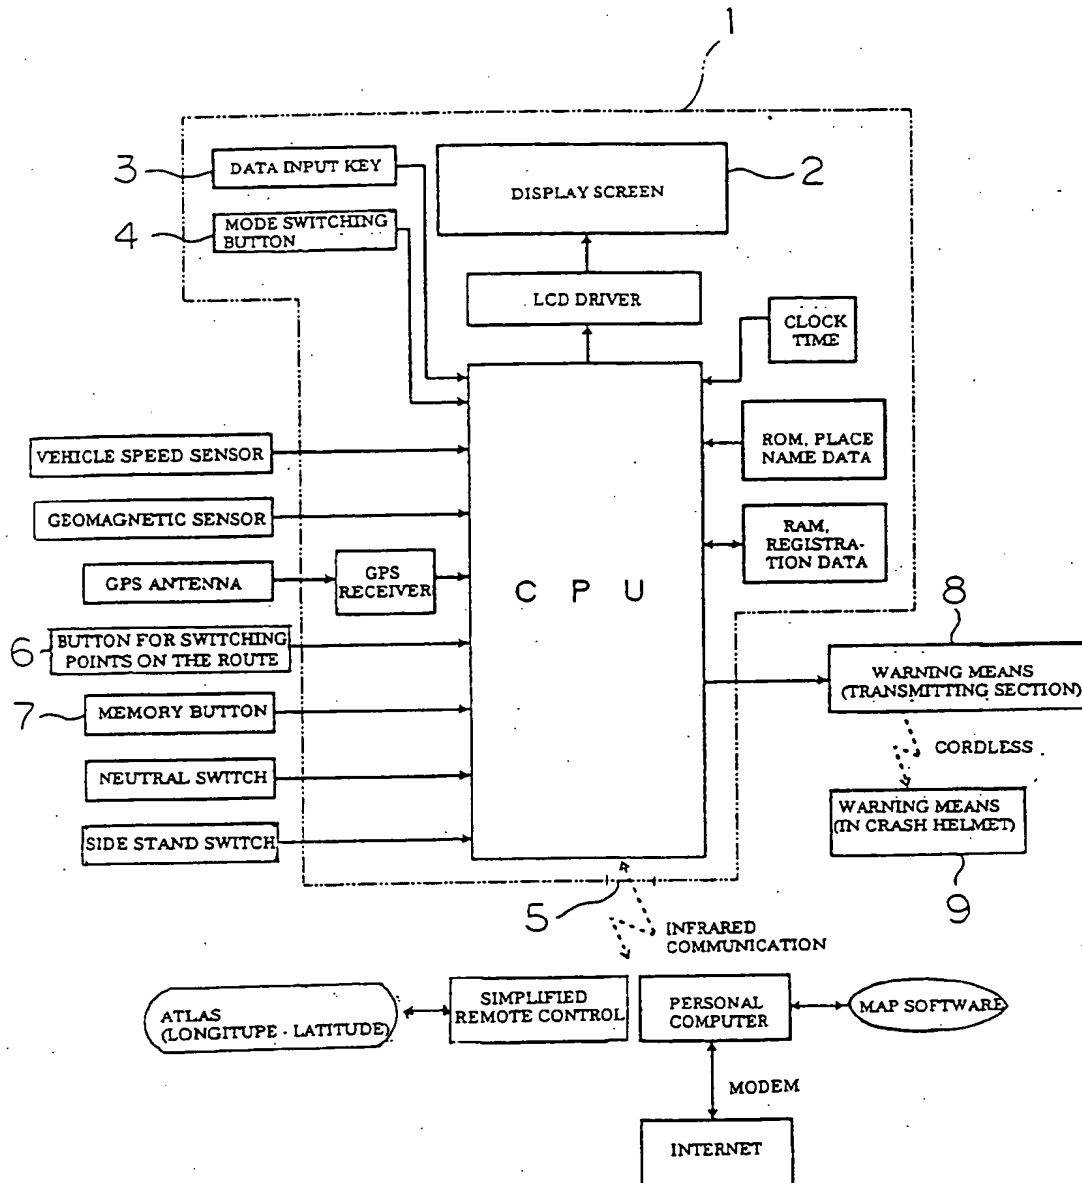 1
3
DATA INPUT KEY
DISPLAY SCREEN
2
4
MODE SWITCHING
BUTTON
LCD DRIVER
CLOCK
TIME
VEHICLE SPEED SENSOR
ROM, PLACE
NAME DATA
GEOMAGNETIC SENSOR
RAM,
REGISTRA-
TION DATA
GPS ANTENNA
GPS
RECEIVER
C P U
8
6
BUTTON FOR SWITCHING
POINTS ON THE ROUTE
WARNING MEANS
(TRANSMITTING SECTION)
7
MEMORY BUTTON
CORDLESS
NEUTRAL SWITCH
WARNING MEANS
(IN CRASH HELMET)
SIDE STAND SWITCH
9
5
INFRARED
COMMUNICATION
ATLAS
(LONGITUPE · LATITUDE)
SIMPLIFIED
REMOTE CONTROL
PERSONAL
COMPUTER
MAP SOFTWARE
MODEM
INTERNET